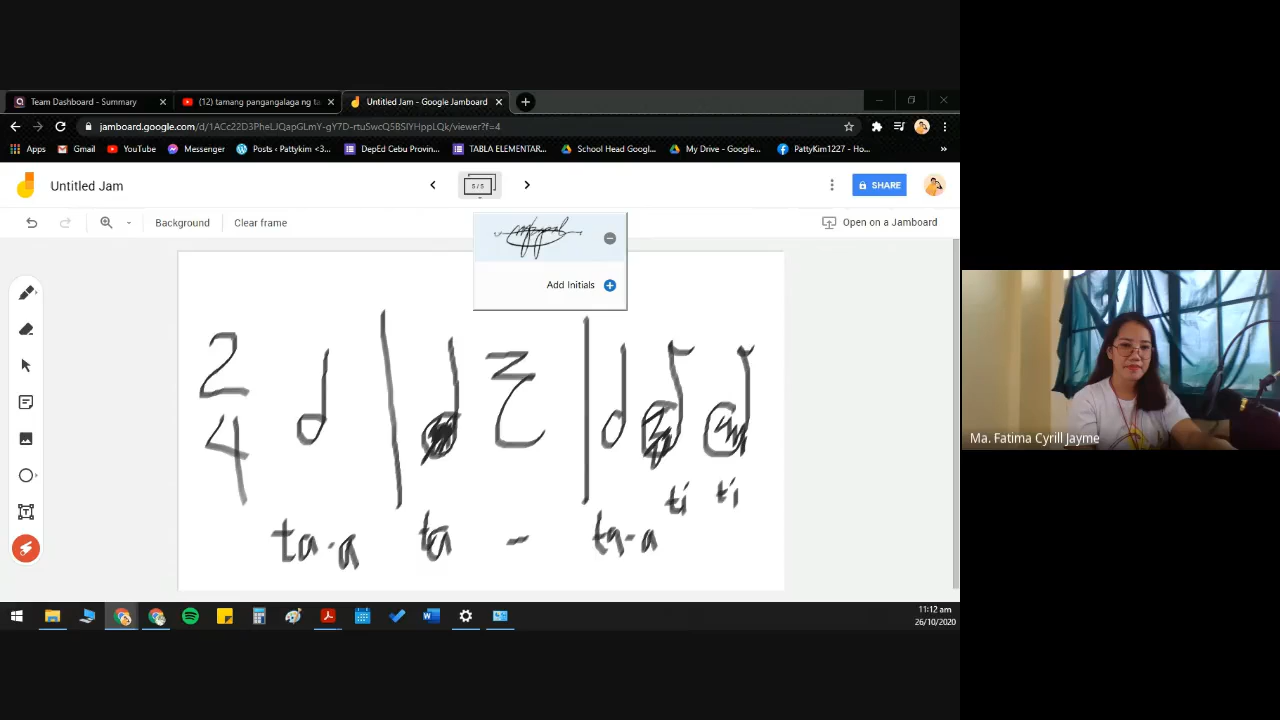 Team Dashboard - Summary
(12) tamang pangangalaga ng ta
Untitled Jam - Google Jamboard
jamboard.google.com/d/1ACc22D3PheLJQapGLmY-gY7D-rtuSwcQ5BSIYHppLQk/viewer?f=4
Apps Gmail YouTube Messenger Posts ‹ Pattykim <3... DepEd Cebu Provin... TABLA ELEMENTAR... School Head Googl... My Drive - Google... PattyKim1227 - Ho... »
Untitled Jam
5 / 5
SHARE
Background
Clear frame
Open on a Jamboard
Add Initials
2
4
ti ti
ta-a ta - ta-a
Ma. Fatima Cyrill Jayme
11:12 am
26/10/2020